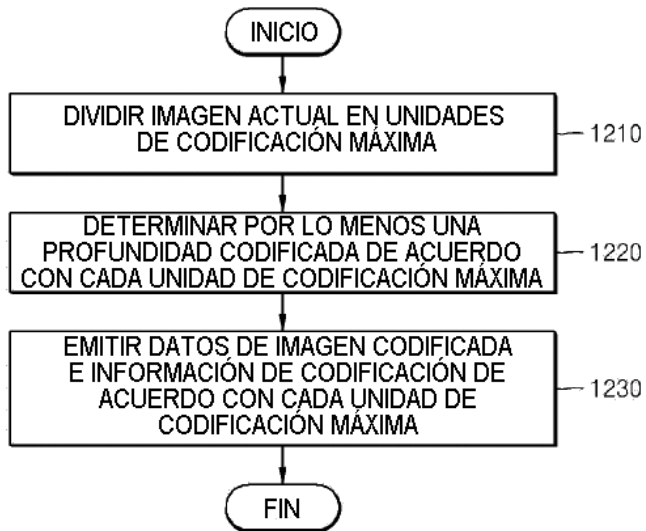 INICIO
DIVIDIR IMAGEN ACTUAL EN UNIDADES
DE CODIFICACIÓN MÁXIMA
1210
DETERMINAR POR LO MENOS UNA
PROFUNDIDAD CODIFICADA DE ACUERDO
CON CADA UNIDAD DE CODIFICACIÓN MÁXIMA
1220
EMITIR DATOS DE IMAGEN CODIFICADA
E INFORMACIÓN DE CODIFICACIÓN DE
ACUERDO CON CADA UNIDAD DE
CODIFICACIÓN MÁXIMA
1230
FIN